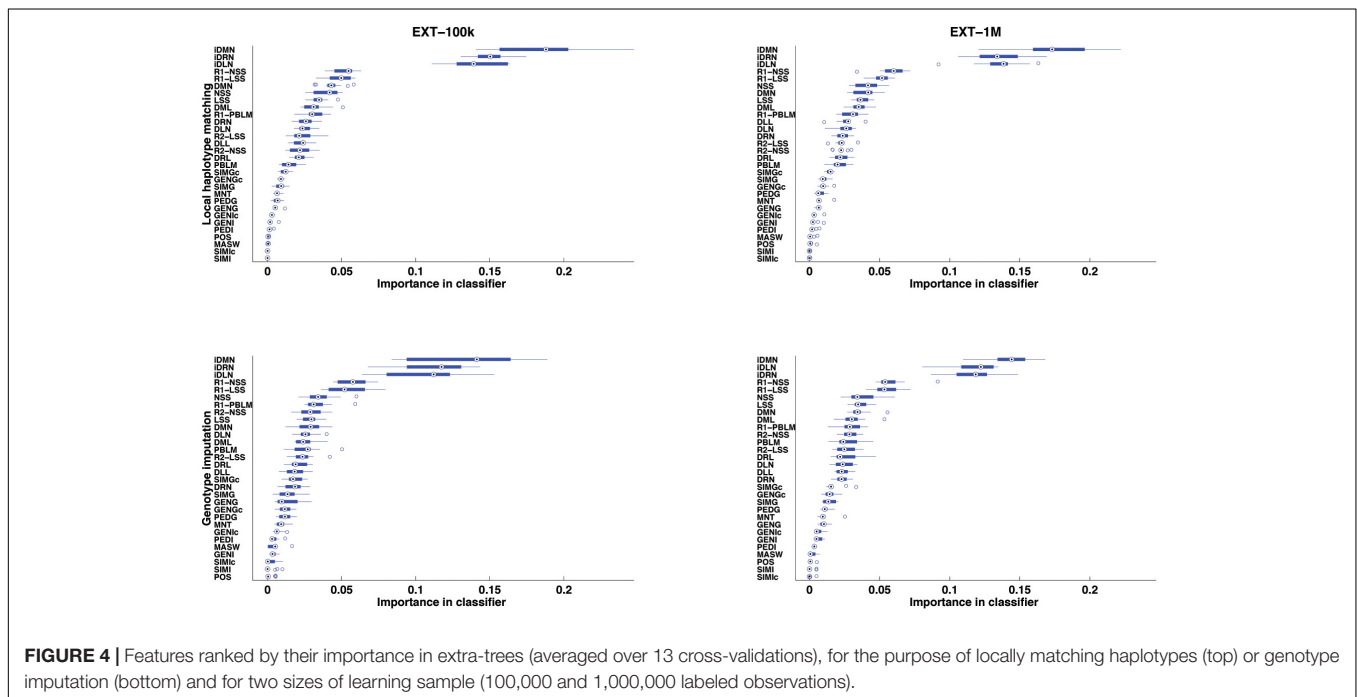 EXT–100k
Local haplotype matching
iDMN
iDRN
iDLN
R1–NSS
R1–LSS
DMN
NSS
LSS
DML
R1–PBLM
DRN
DLN
R2–LSS
DLL
R2–NSS
DRL
PBLM
SIMGc
GENGc
SIMG
MNT
PEDG
GENG
GENIc
GENI
PEDI
POS
MASW
SIMIc
SIMI
0 0.05 0.1 0.15 0.2
Importance in classifier
EXT–1M
iDMN
iDRN
iDLN
R1–NSS
R1–LSS
NSS
DMN
LSS
DML
R1–PBLM
DLL
DLN
DRN
R2–LSS
R2–NSS
DRL
PBLM
SIMGc
SIMG
GENGc
PEDG
MNT
GENG
GENIc
GENI
PEDI
MASW
POS
SIMI
SIMIc
0 0.05 0.1 0.15 0.2
Importance in classifier
Genotype imputation
iDMN
iDRN
iDLN
R1–NSS
R1–LSS
NSS
R1–PBLM
R2–NSS
LSS
DMN
DLN
DML
PBLM
R2–LSS
DRL
DLL
SIMGc
DRN
SIMG
GENG
GENGc
PEDG
MNT
GENIc
PEDI
MASW
GENI
SIMIc
SIMI
POS
0 0.05 0.1 0.15 0.2
Importance in classifier
iDMN
iDLN
iDRN
R1–NSS
R1–LSS
NSS
LSS
DMN
DML
R1–PBLM
R2–NSS
PBLM
R2–LSS
DRL
DLN
DLL
DRN
SIMGc
GENGc
SIMG
PEDG
MNT
GENG
GENIc
GENI
PEDI
MASW
POS
SIMI
SIMIc
0 0.05 0.1 0.15 0.2
Importance in classifier
FIGURE 4 | Features ranked by their importance in extra-trees (averaged over 13 cross-validations), for the purpose of locally matching haplotypes (top) or genotype
imputation (bottom) and for two sizes of learning sample (100,000 and 1,000,000 labeled observations).